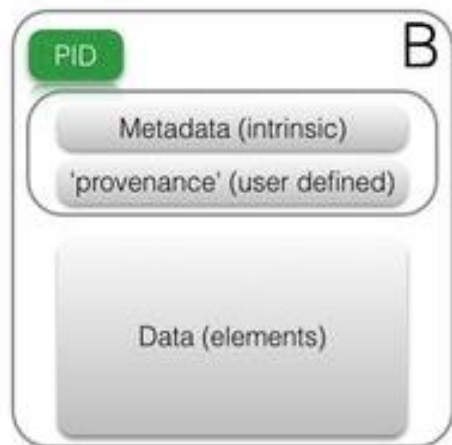 PID
B
Metadata (intrinsic)
'provenance' (user defined)
Data (elements)